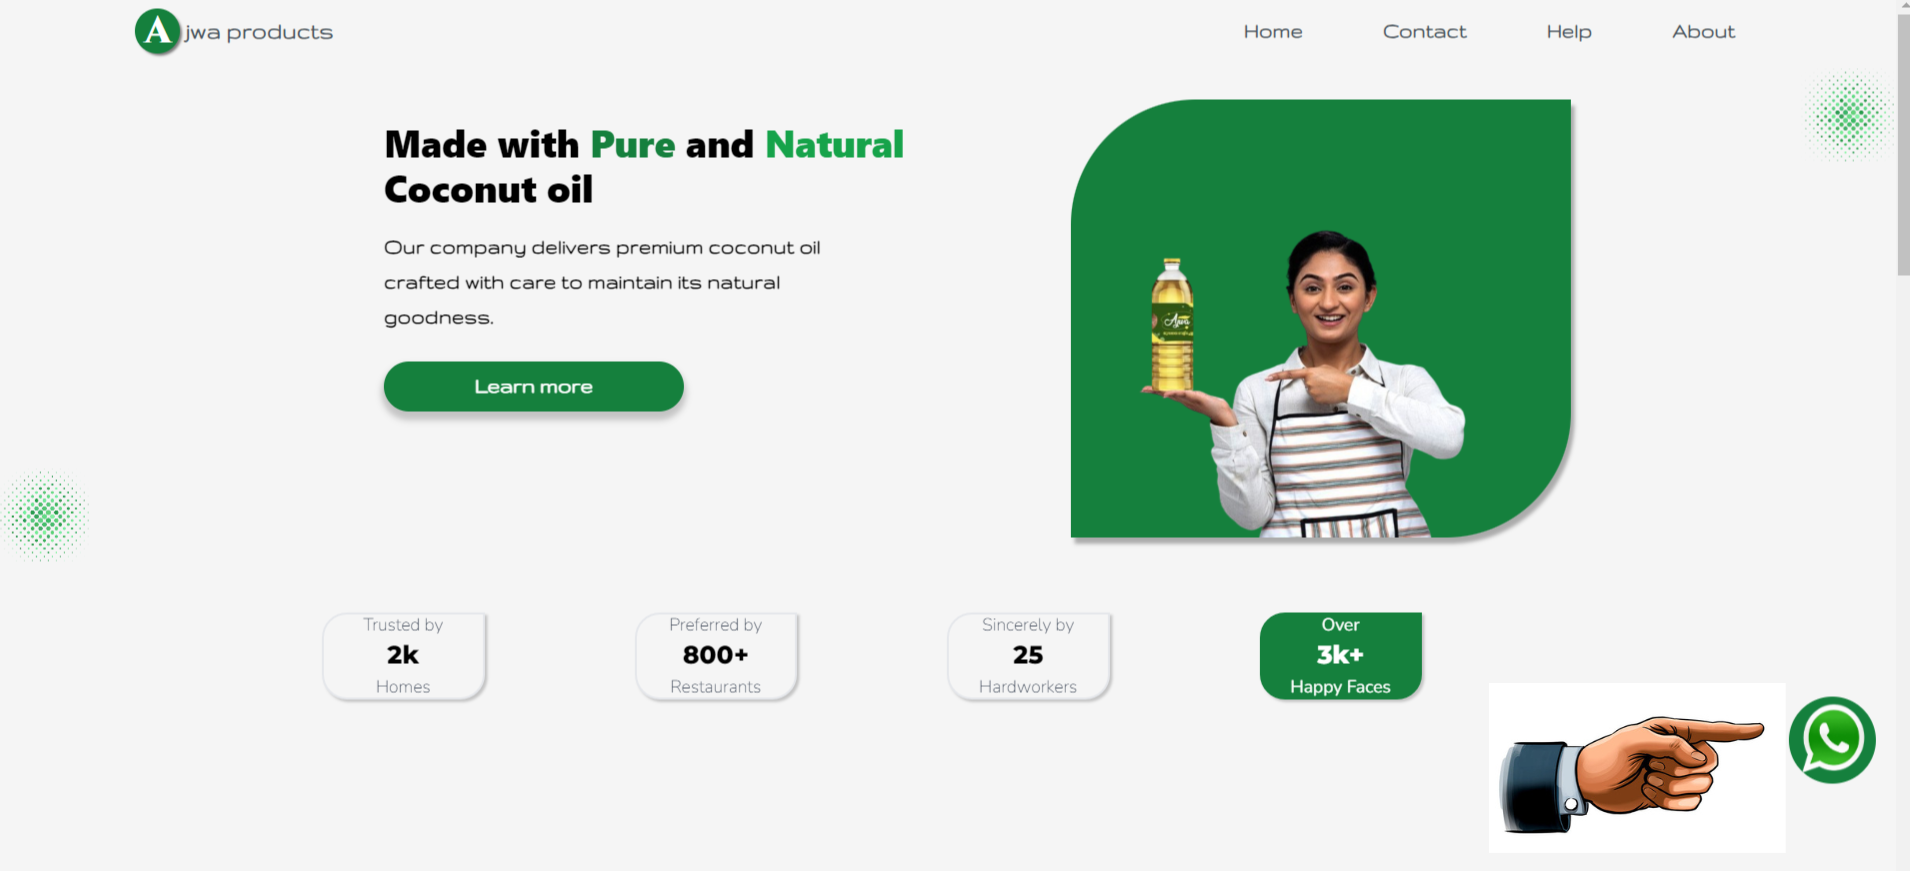 A jwa products
Home Contact Help About
Made with Pure and Natural
Coconut oil
Our company delivers premium coconut oil
crafted with care to maintain its natural
goodness.
Learn more
Ajwa
Trusted by
2k
Homes
Preferred by
800+
Restaurants
Sincerely by
25
Hardworkers
Over
3k+
Happy Faces